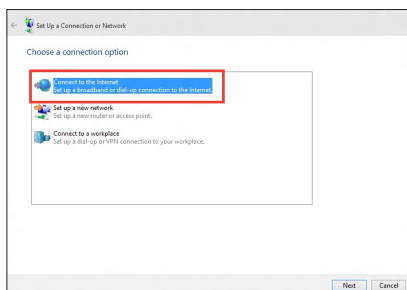 Set Up a Connection or Network
Choose a connection option
Connect to the Internet
Set up a broadband or dial-up connection to the Internet.
Set up a new network
Set up a new router or access point.
Connect to a workplace
Set up a dial-up or VPN connection to your workplace.
Next Cancel